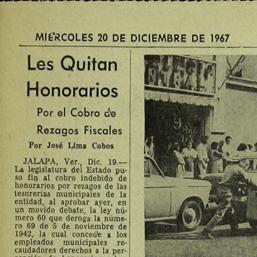 MIERCOLES 20 DE DICIEMBRE DE 1967
Les Quitan
Honorarios
Por el Cobro de
Rezagos Fiscales
Por José Lima Cobos
JALAPA, Ver., Dic. 19.—
La legislatura del Estado pu-
so fin al cobro indebido de
honorarios por rezagos de las
tesorerías municipales de la
entidad, al aprobar ayer, en
un movido debate, la ley nú-
mero 60 que deroga la número
69 de 5 de noviembre de
1942, la cual concede a los
empleados municipales re-
caudadores derechos a la per-